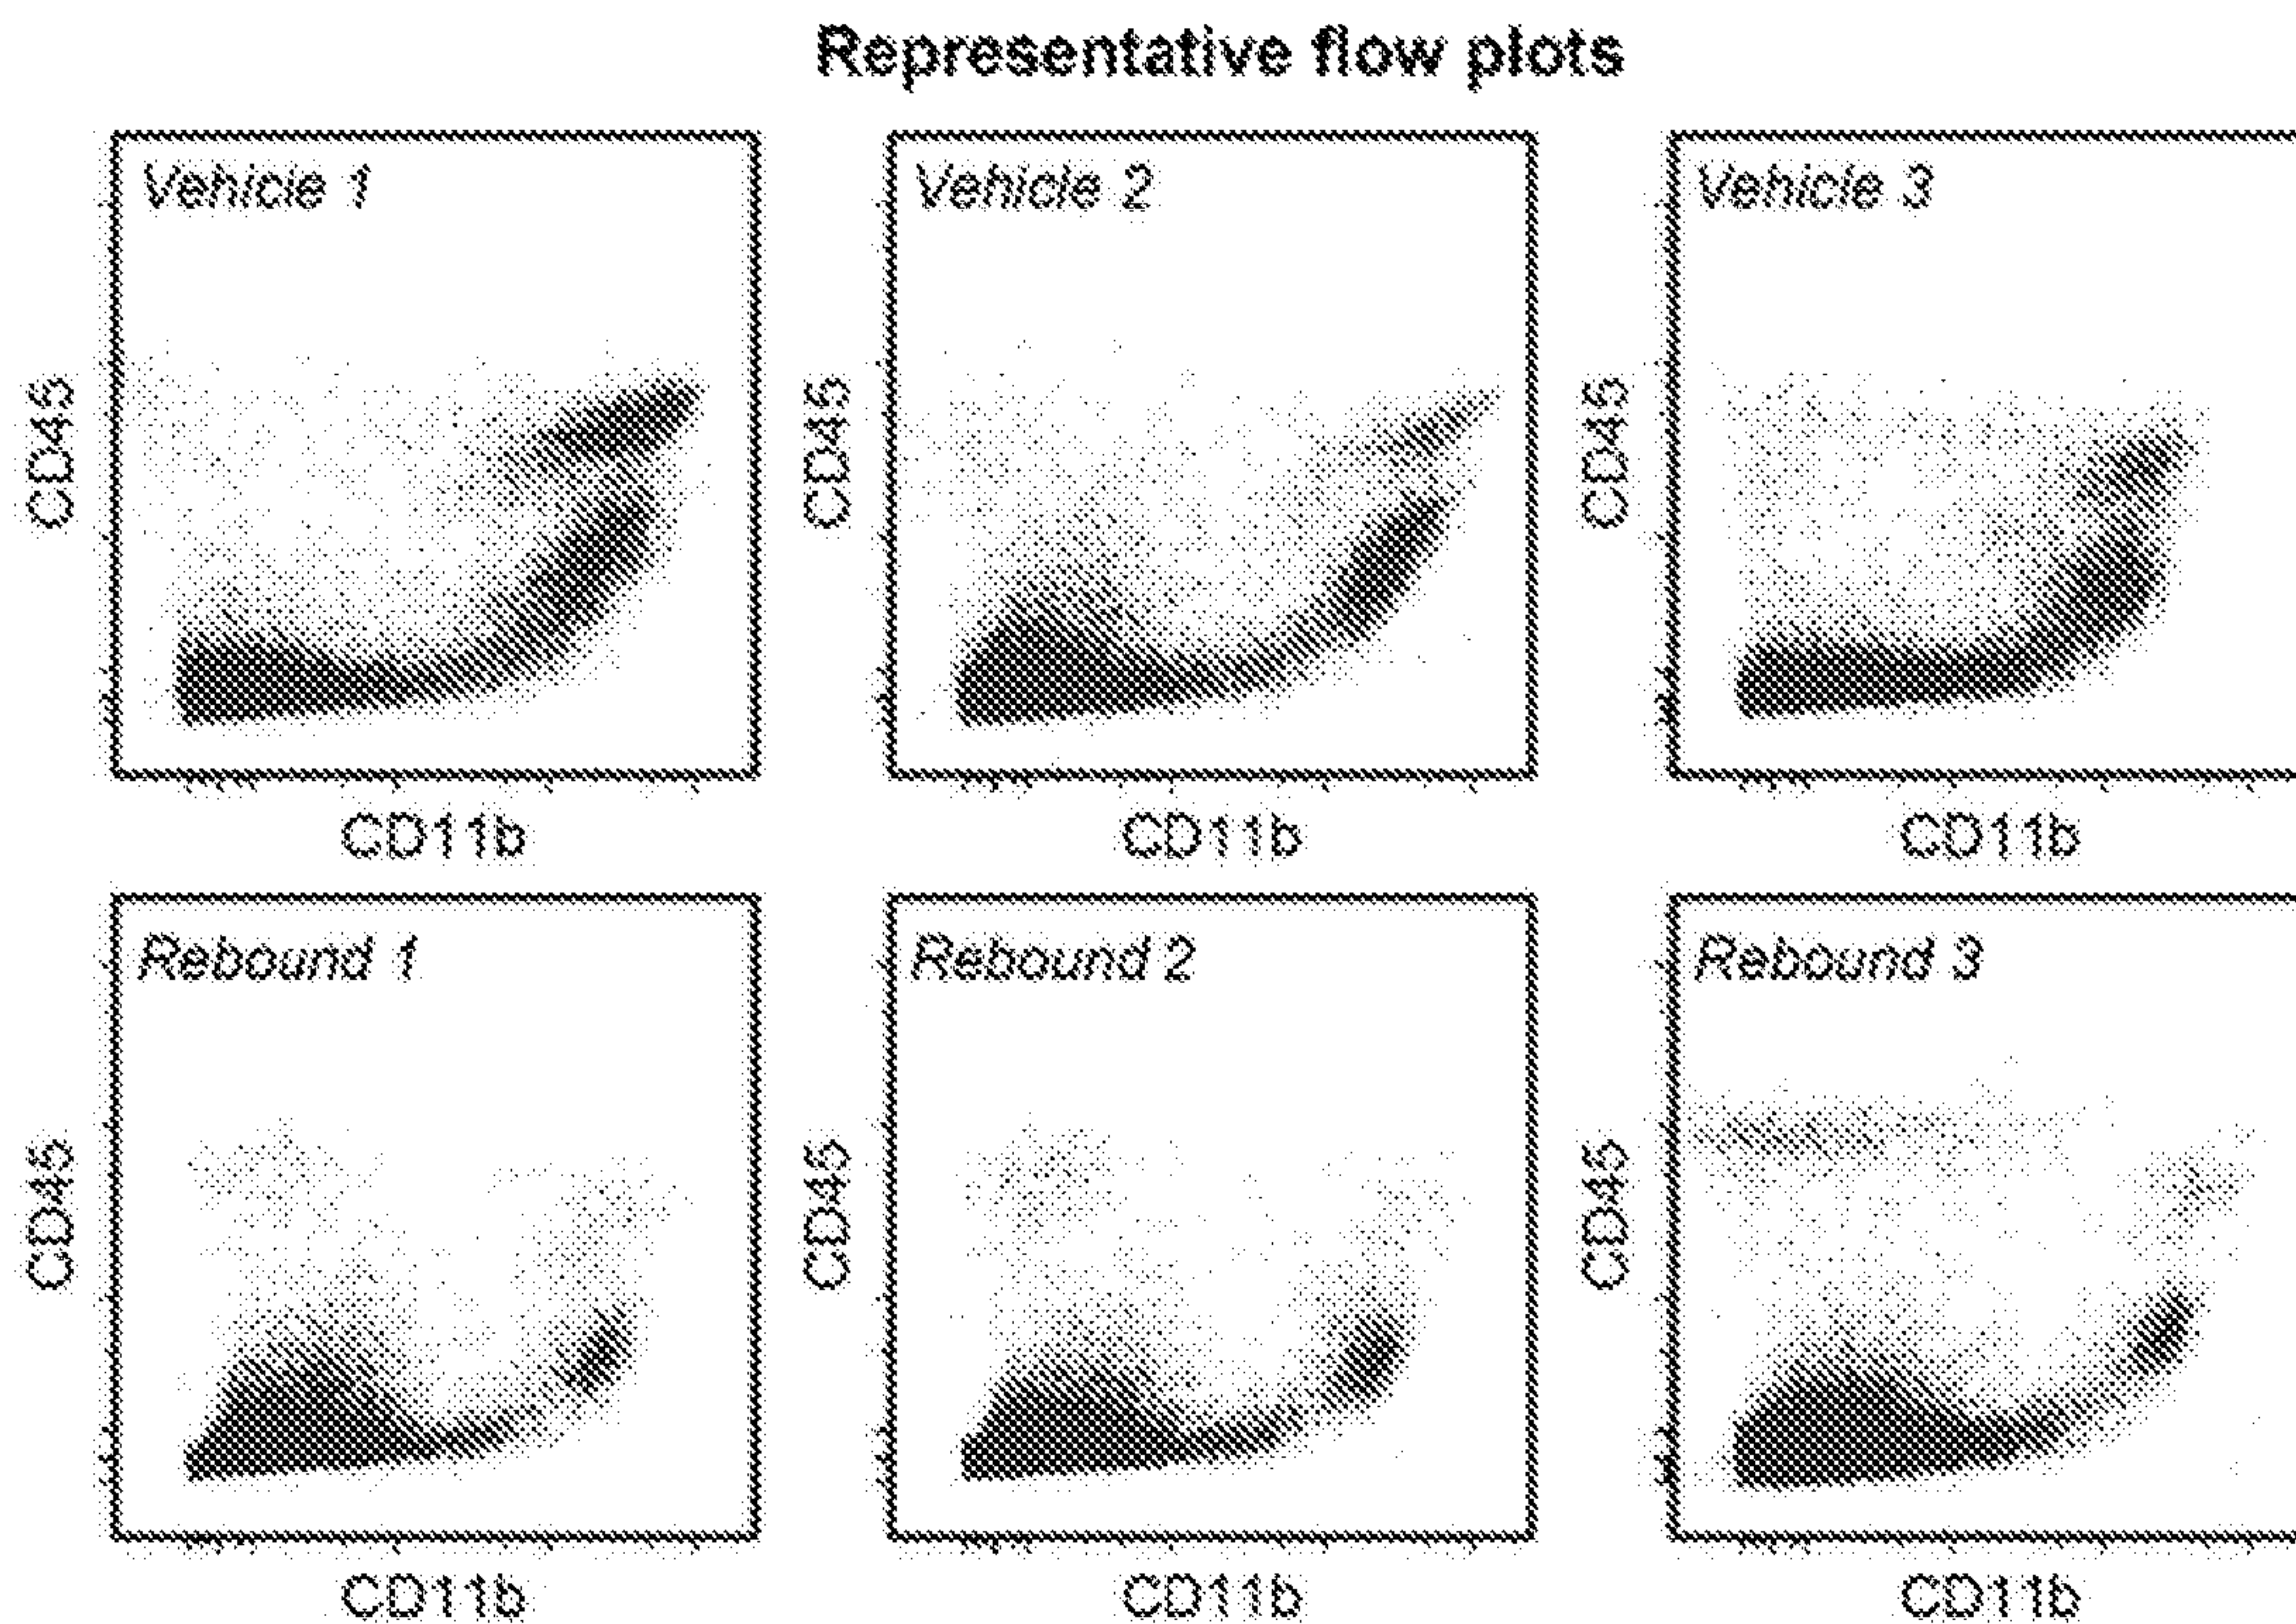 Representative flow plots
Vehicle 1
Vehicle 2
Vehicle 3
CD45
CD45
CD45
CD11b
CD11b
CD11b
Rebound 1
Rebound 2
Rebound 3
CD45
CD45
CD45
CD11b
CD11b
CD11b